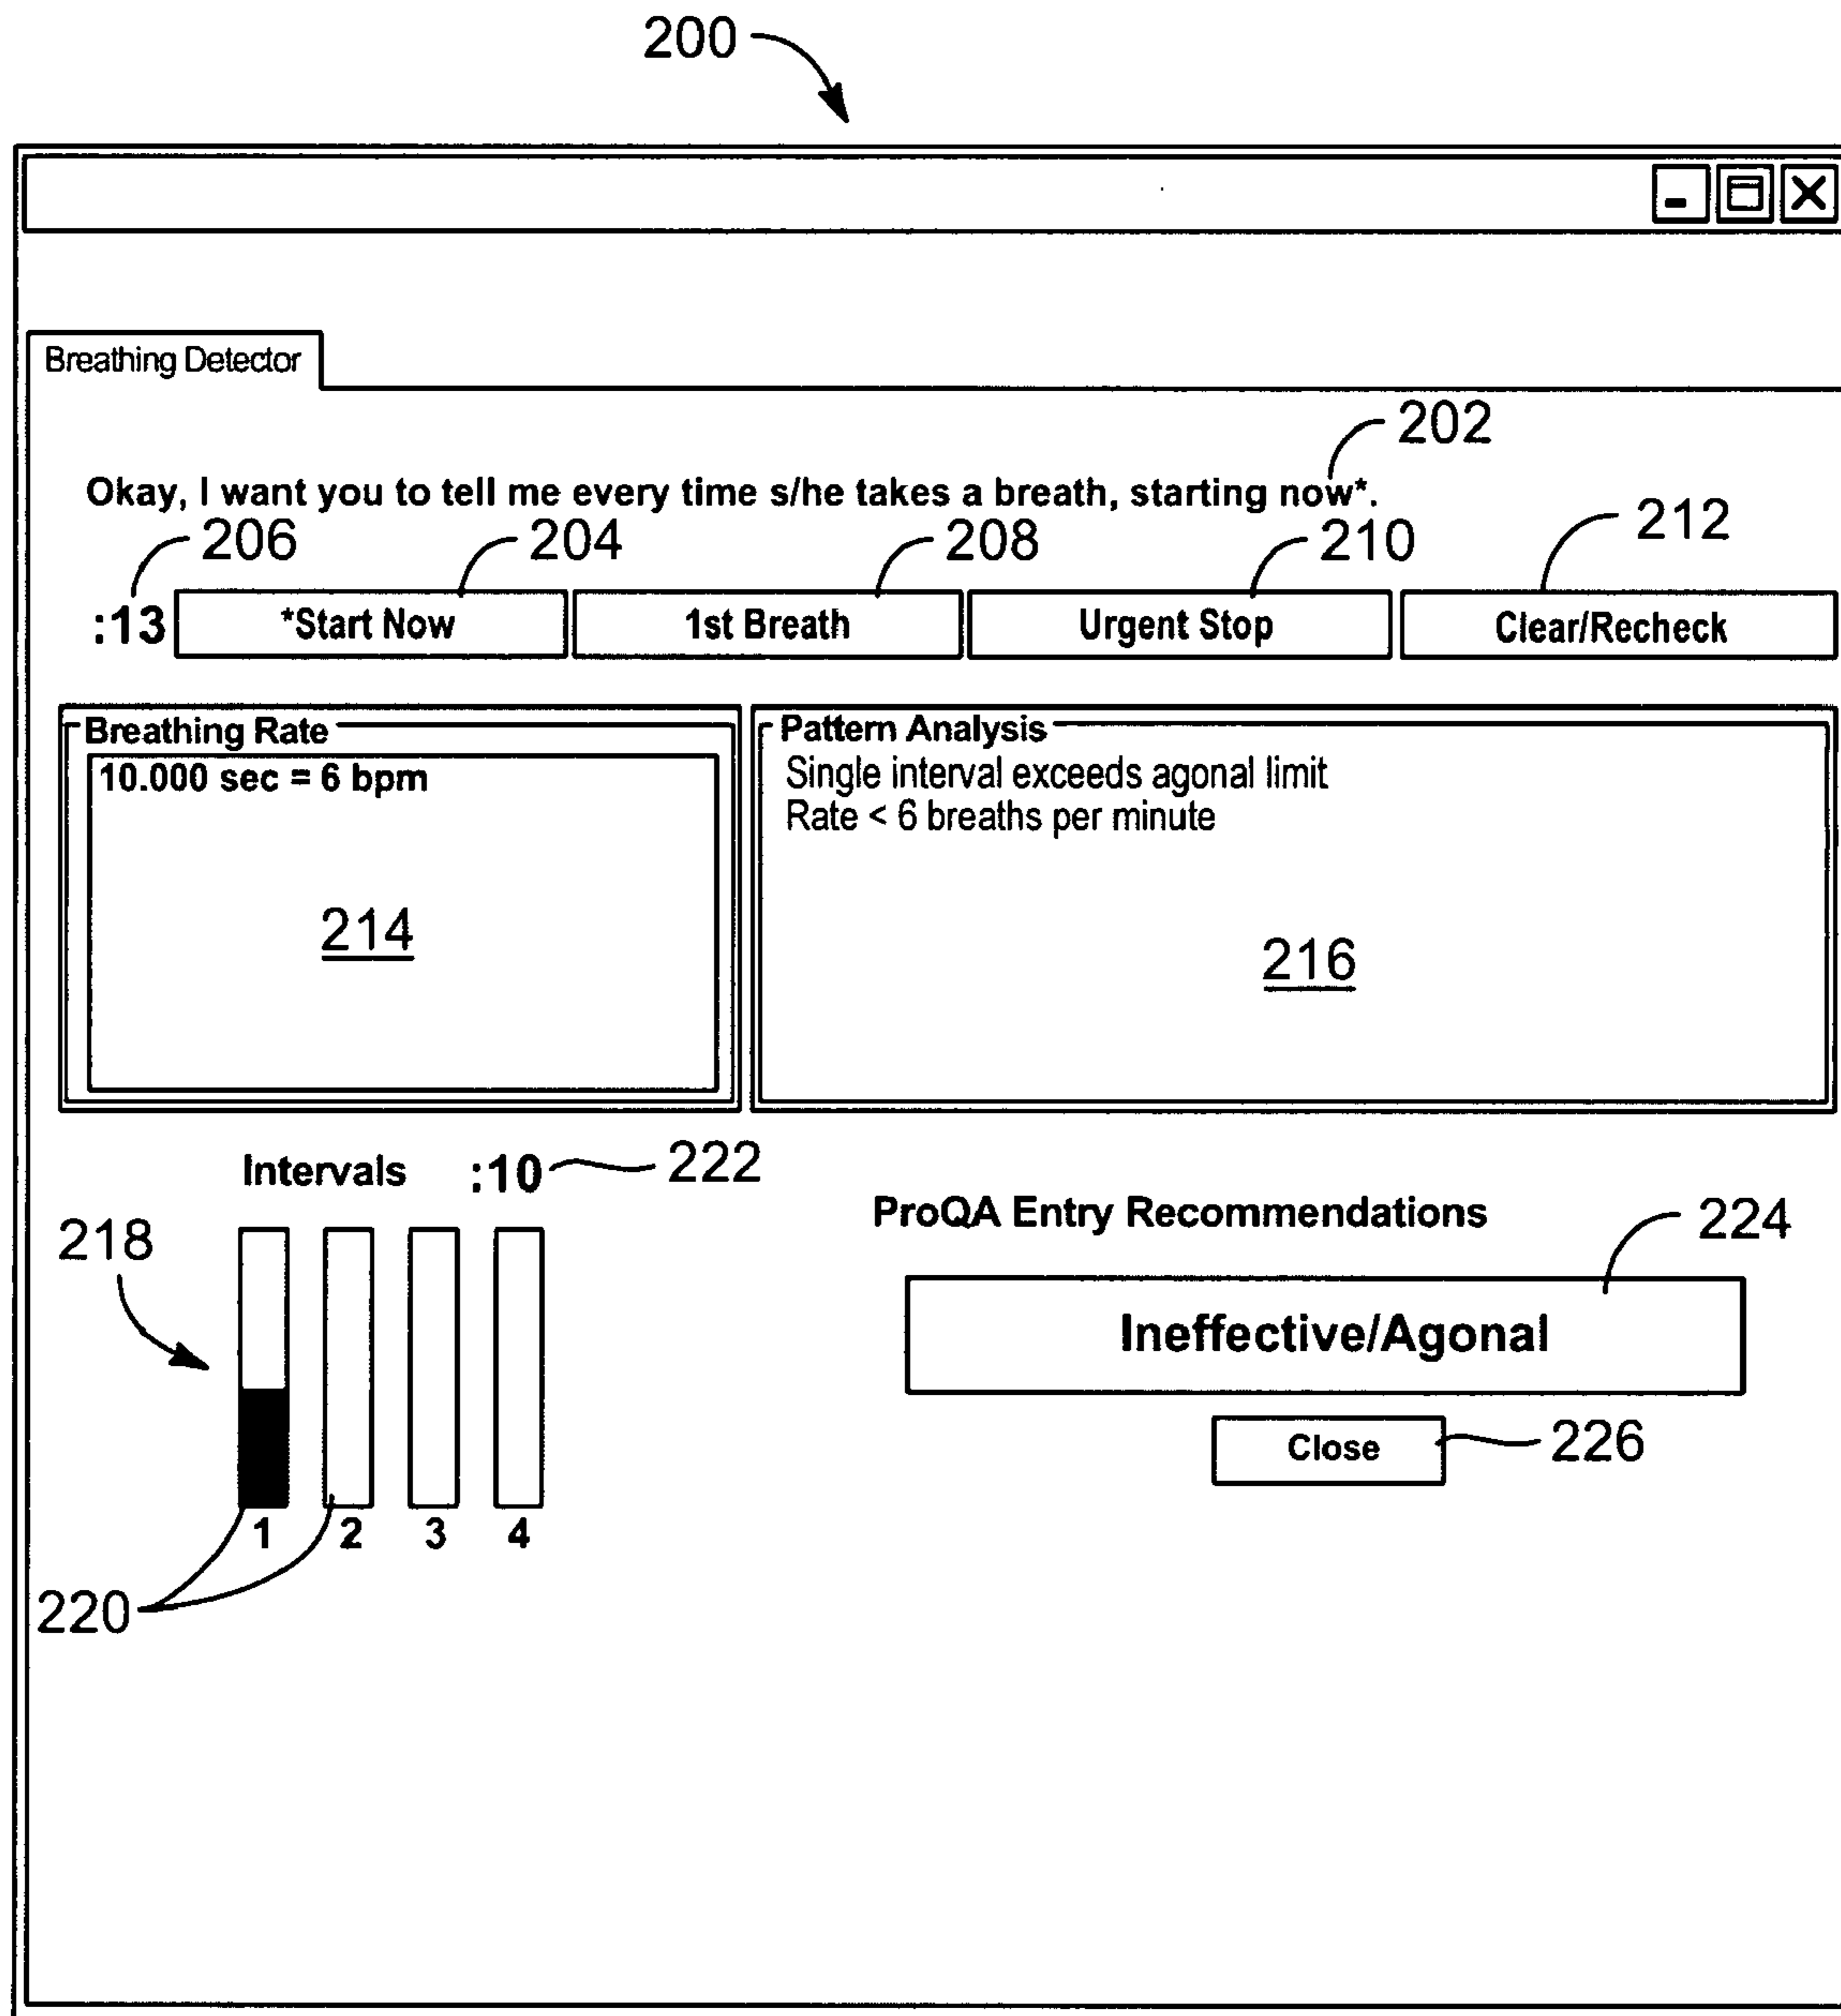 200
Breathing Detector
202
Okay, I want you to tell me every time s/he takes a breath, starting now*.
206 204 208 210 212
:13 *Start Now 1st Breath Urgent Stop Clear/Recheck
Breathing Rate
10.000 sec = 6 bpm
214
Pattern Analysis
Single interval exceeds agonal limit
Rate < 6 breaths per minute
216
Intervals :10 222
218
1 2 3 4
220
ProQA Entry Recommendations
224
Ineffective/Agonal
Close 226